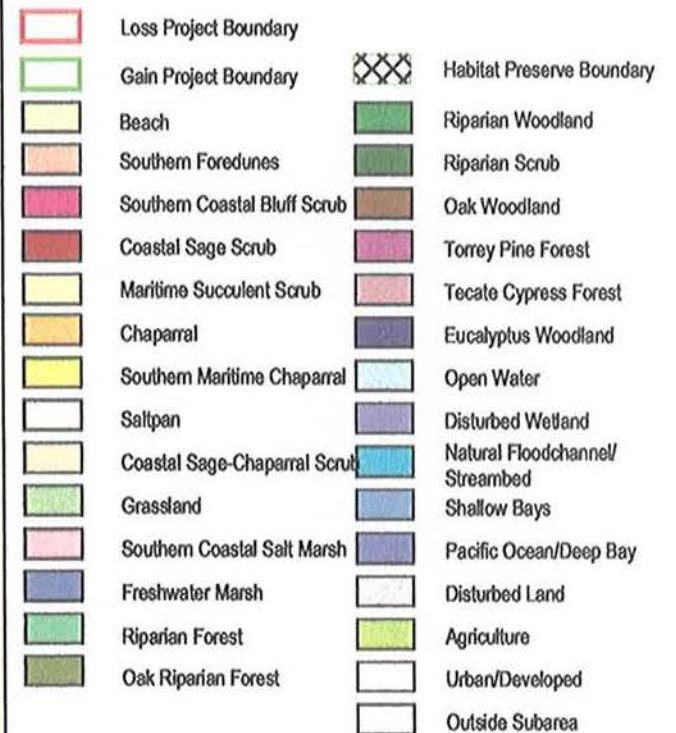 Loss Project Boundary
Gain Project Boundary
Beach
Southern Foredunes
Southern Coastal Bluff Scrub
Coastal Sage Scrub
Maritime Succulent Scrub
Chaparral
Southern Maritime Chaparral
Saltpan
Coastal Sage-Chaparral Scrub
Grassland
Southern Coastal Salt Marsh
Freshwater Marsh
Riparian Forest
Oak Riparian Forest
Habitat Preserve Boundary
Riparian Woodland
Riparian Scrub
Oak Woodland
Torrey Pine Forest
Tecate Cypress Forest
Eucalyptus Woodland
Open Water
Disturbed Wetland
Natural Floodchannel/
Streambed
Shallow Bays
Pacific Ocean/Deep Bay
Disturbed Land
Agriculture
Urban/Developed
Outside Subarea